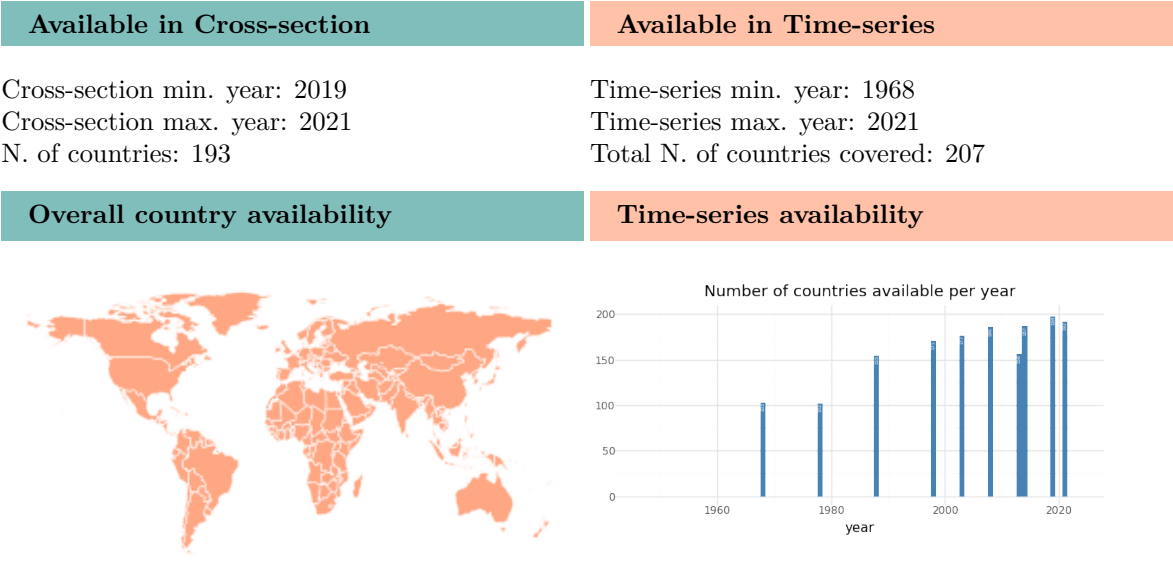 Available in Cross-section
Cross-section min. year: 2019
Cross-section max. year: 2021
N. of countries: 193
Available in Time-series
Time-series min. year: 1968
Time-series max. year: 2021
Total N. of countries covered: 207
Overall country availability
Time-series availability
Number of countries available per year
200
150
100
50
0
1960
1980
2000
2020
year